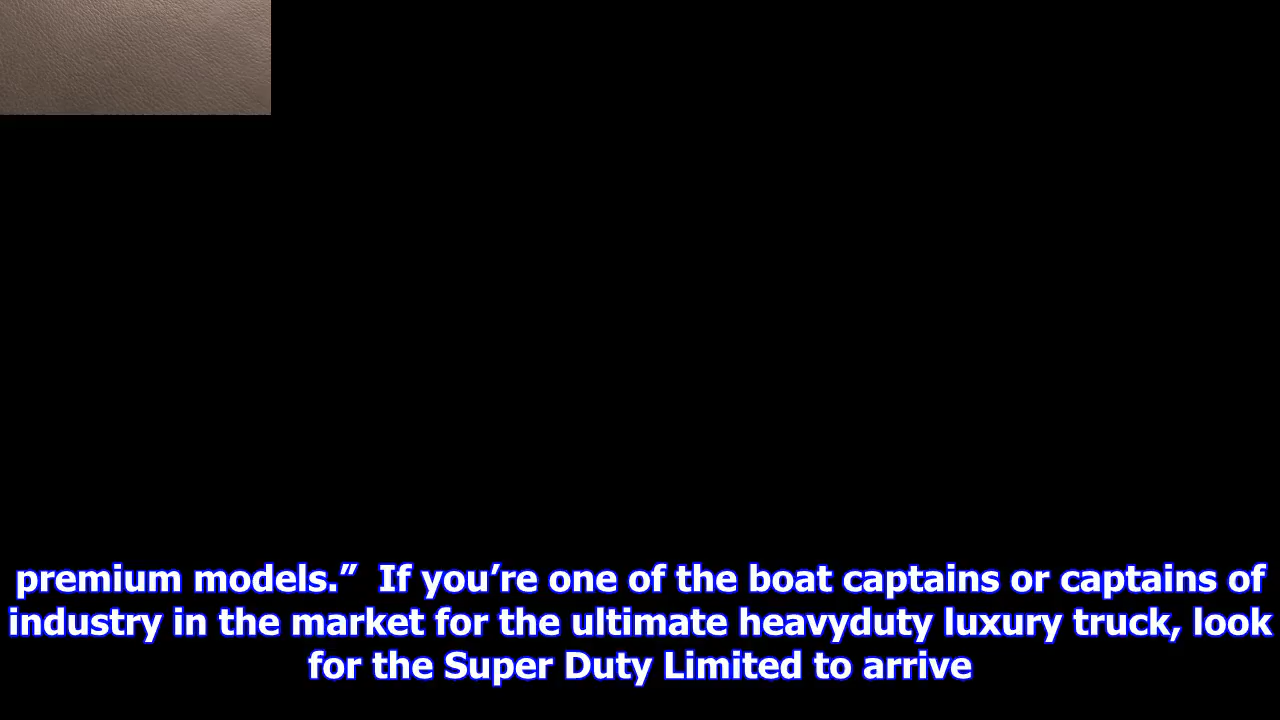 premium models.”  If you’re one of the boat captains or captains of
industry in the market for the ultimate heavyduty luxury truck, look
for the Super Duty Limited to arrive